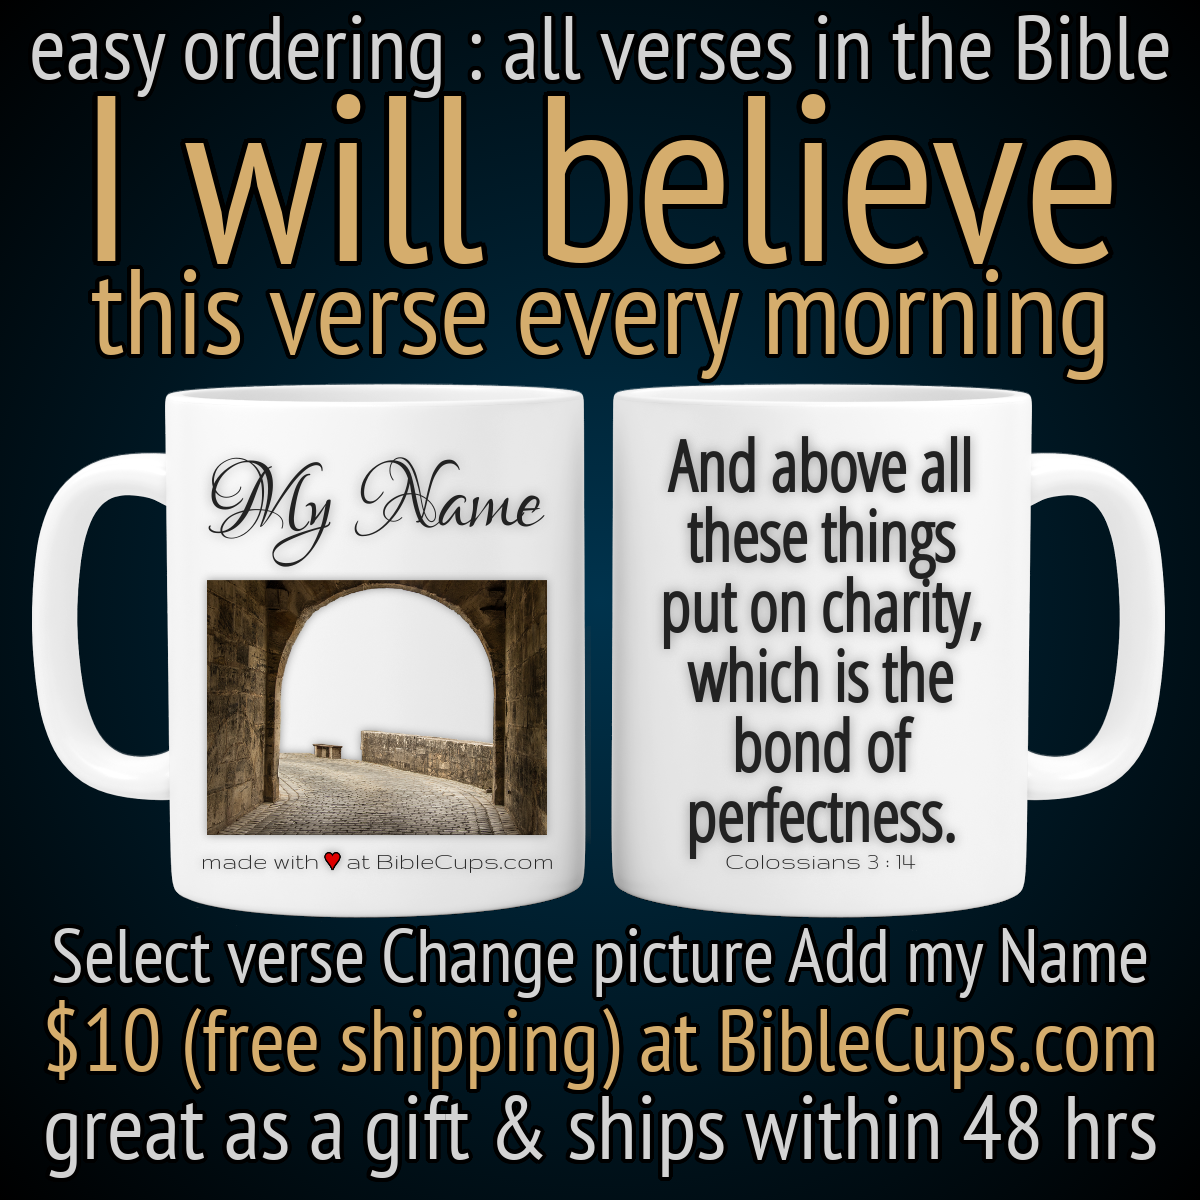 easy ordering : all verses in the Bible
I will believe
this verse every morning
My Name
made with ♥ at BibleCups.com
And above all
these things
put on charity,
which is the
bond of
perfectness.
Colossians 3 : 14
Select verse Change picture Add my Name
$10 (free shipping) at BibleCups.com
great as a gift & ships within 48 hrs